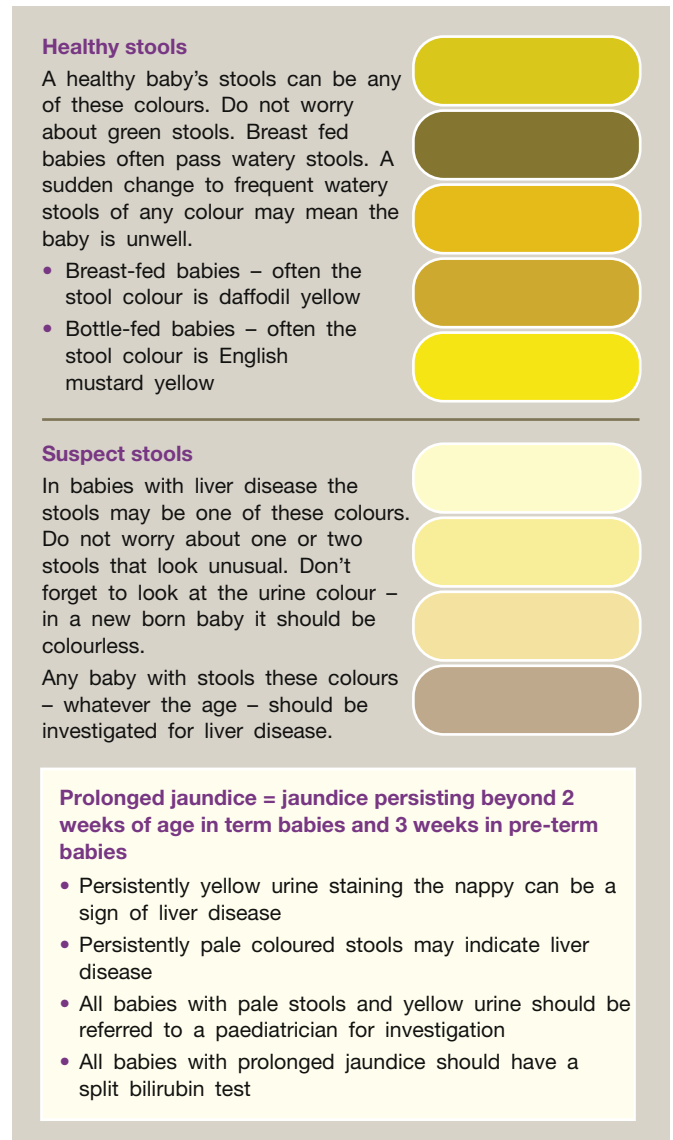 Healthy stools
A healthy baby's stools can be any
of these colours. Do not worry
about green stools. Breast fed
babies often pass watery stools. A
sudden change to frequent watery
stools of any colour may mean the
baby is unwell.
• Breast-fed babies – often the
stool colour is daffodil yellow
• Bottle-fed babies – often the
stool colour is English
mustard yellow
Suspect stools
In babies with liver disease the
stools may be one of these colours.
Do not worry about one or two
stools that look unusual. Don't
forget to look at the urine colour –
in a new born baby it should be
colourless.
Any baby with stools these colours
– whatever the age – should be
investigated for liver disease.
Prolonged jaundice = jaundice persisting beyond 2
weeks of age in term babies and 3 weeks in pre-term
babies
• Persistently yellow urine staining the nappy can be a
sign of liver disease
• Persistently pale coloured stools may indicate liver
disease
• All babies with pale stools and yellow urine should be
referred to a paediatrician for investigation
• All babies with prolonged jaundice should have a
split bilirubin test